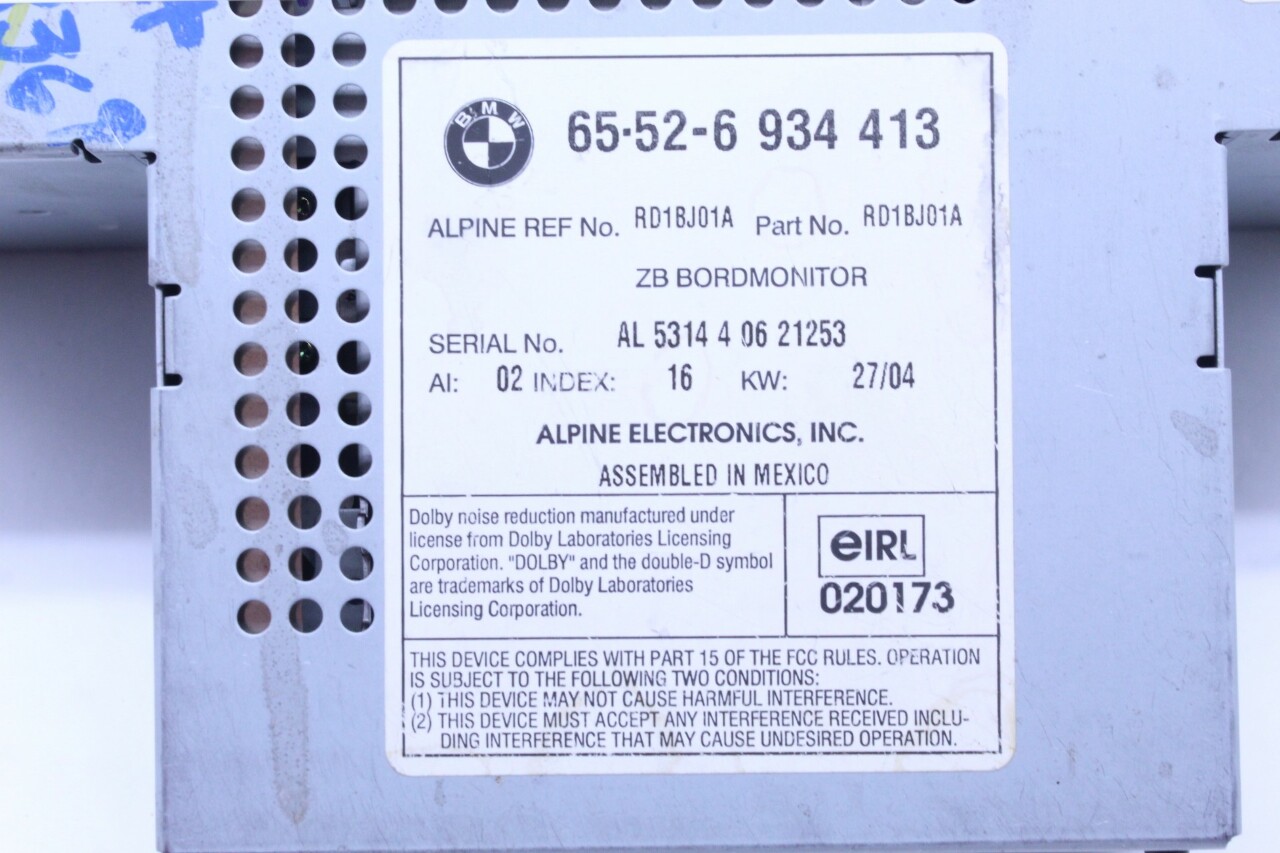 36
BMW
65·52-6 934 413
ALPINE REF No. RD1BJ01A Part No. RD1BJ01A
ZB BORDMONITOR
SERIAL No. AL 5314 4 06 21253
AI: 02 INDEX: 16 KW: 27/04
ALPINE ELECTRONICS, INC.
ASSEMBLED IN MEXICO
Dolby noise reduction manufactured under
license from Dolby Laboratories Licensing
Corporation. "DOLBY" and the double-D symbol
are trademarks of Dolby Laboratories
Licensing Corporation.
eIRL
020173
THIS DEVICE COMPLIES WITH PART 15 OF THE FCC RULES. OPERATION
IS SUBJECT TO THE FOLLOWING TWO CONDITIONS:
(1) THIS DEVICE MAY NOT CAUSE HARMFUL INTERFERENCE.
(2) THIS DEVICE MUST ACCEPT ANY INTERFERENCE RECEIVED INCLU-
DING INTERFERENCE THAT MAY CAUSE UNDESIRED OPERATION.